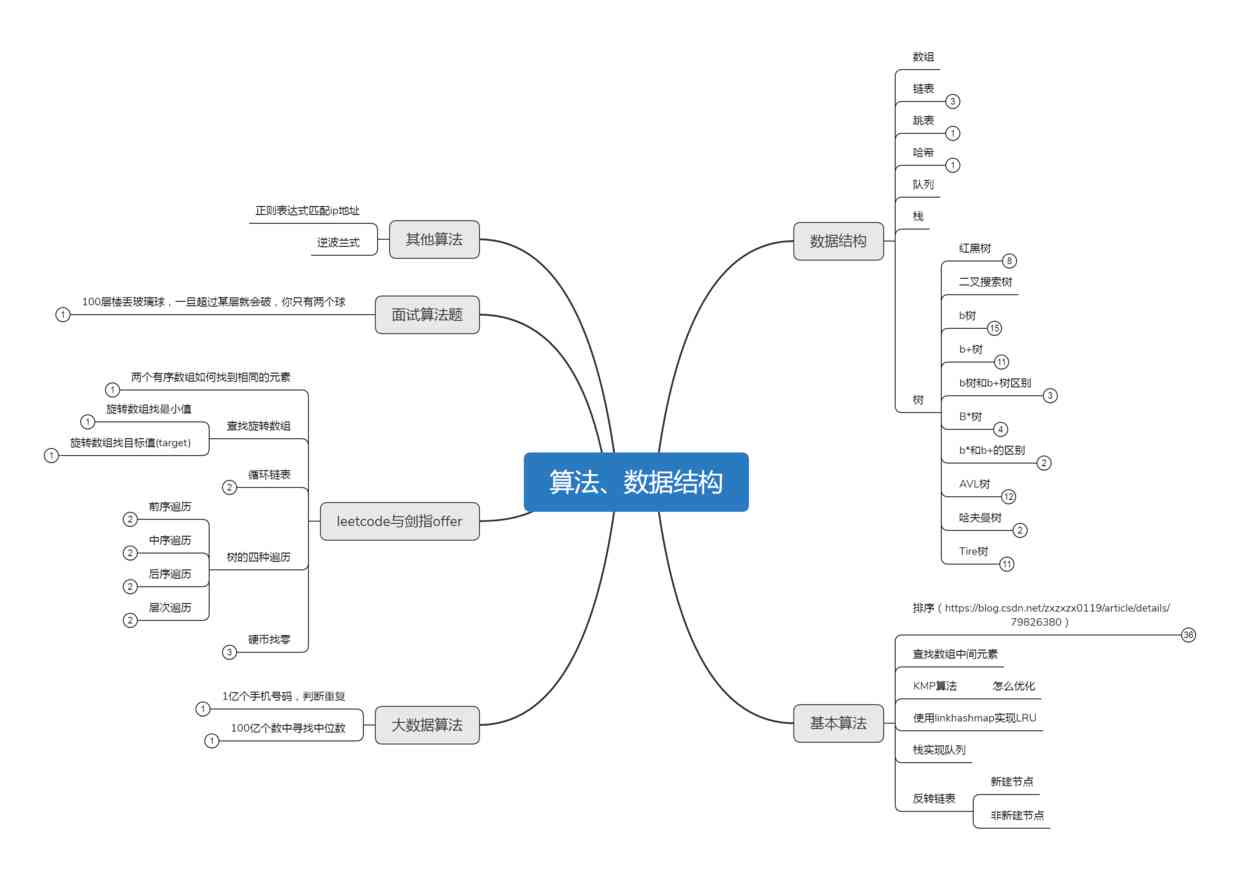 算法、数据结构
数据结构
数组
链表
3
跳表
1
哈希
1
队列
栈
树
红黑树
8
二叉搜索树
b树
15
b+树
11
b树和b+树区别
3
B*树
4
b*和b+的区别
2
AVL树
12
哈夫曼树
2
Tire树
11
基本算法
排序（https://blog.csdn.net/zxzxzx0119/article/details/
79826380）
36
查找数组中间元素
KMP算法
怎么优化
使用linkhashmap实现LRU
栈实现队列
反转链表
新建节点
非新建节点
其他算法
正则表达式匹配ip地址
逆波兰式
面试算法题
100层楼丢玻璃球，一旦超过某层就会破，你只有两个球
1
leetcode与剑指offer
两个有序数组如何找到相同的元素
1
查找旋转数组
旋转数组找最小值
1
旋转数组找目标值(target)
1
循环链表
2
树的四种遍历
前序遍历
2
中序遍历
2
后序遍历
2
层次遍历
2
硬币找零
3
大数据算法
1亿个手机号码，判断重复
1
100亿个数中寻找中位数
1